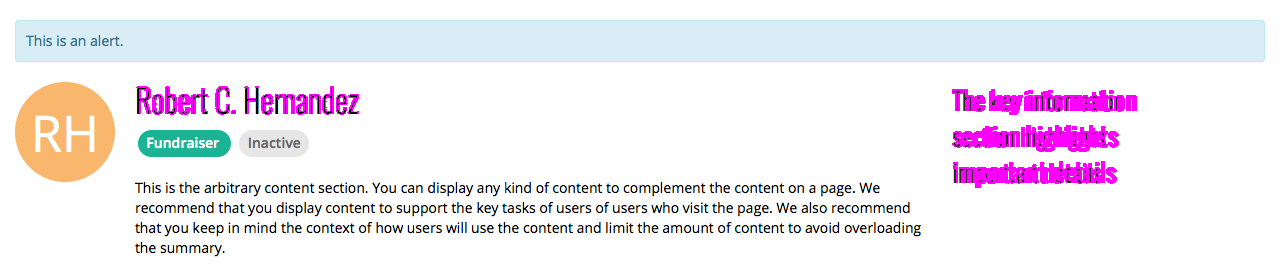 This is an alert.
RH
Robert C. Hernandez
Fundraiser Inactive
This is the arbitrary content section. You can display any kind of content to complement the content on a page. We
recommend that you display content to support the key tasks of users of users who visit the page. We also recommend
that you keep in mind the context of how users will use the content and limit the amount of content to avoid overloading
the summary.
The key information
section highlights
important details